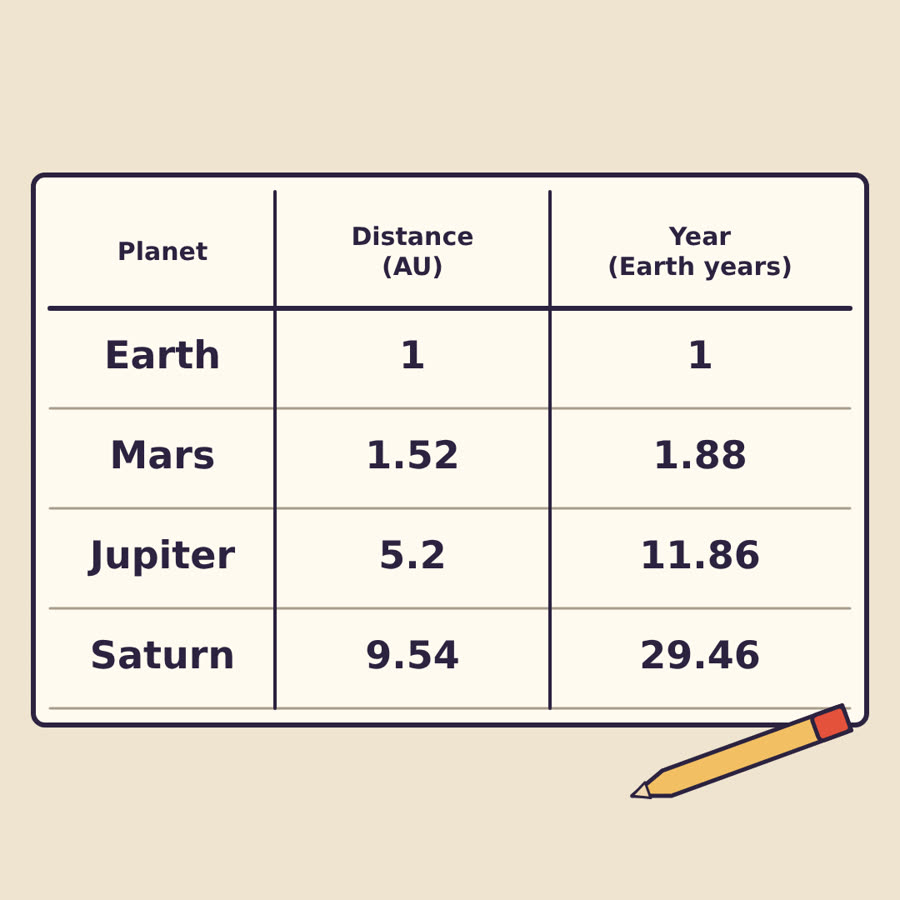 Planet
Distance
(AU)
Year
(Earth years)
Earth 1 1
Mars 1.52 1.88
Jupiter 5.2 11.86
Saturn 9.54 29.46